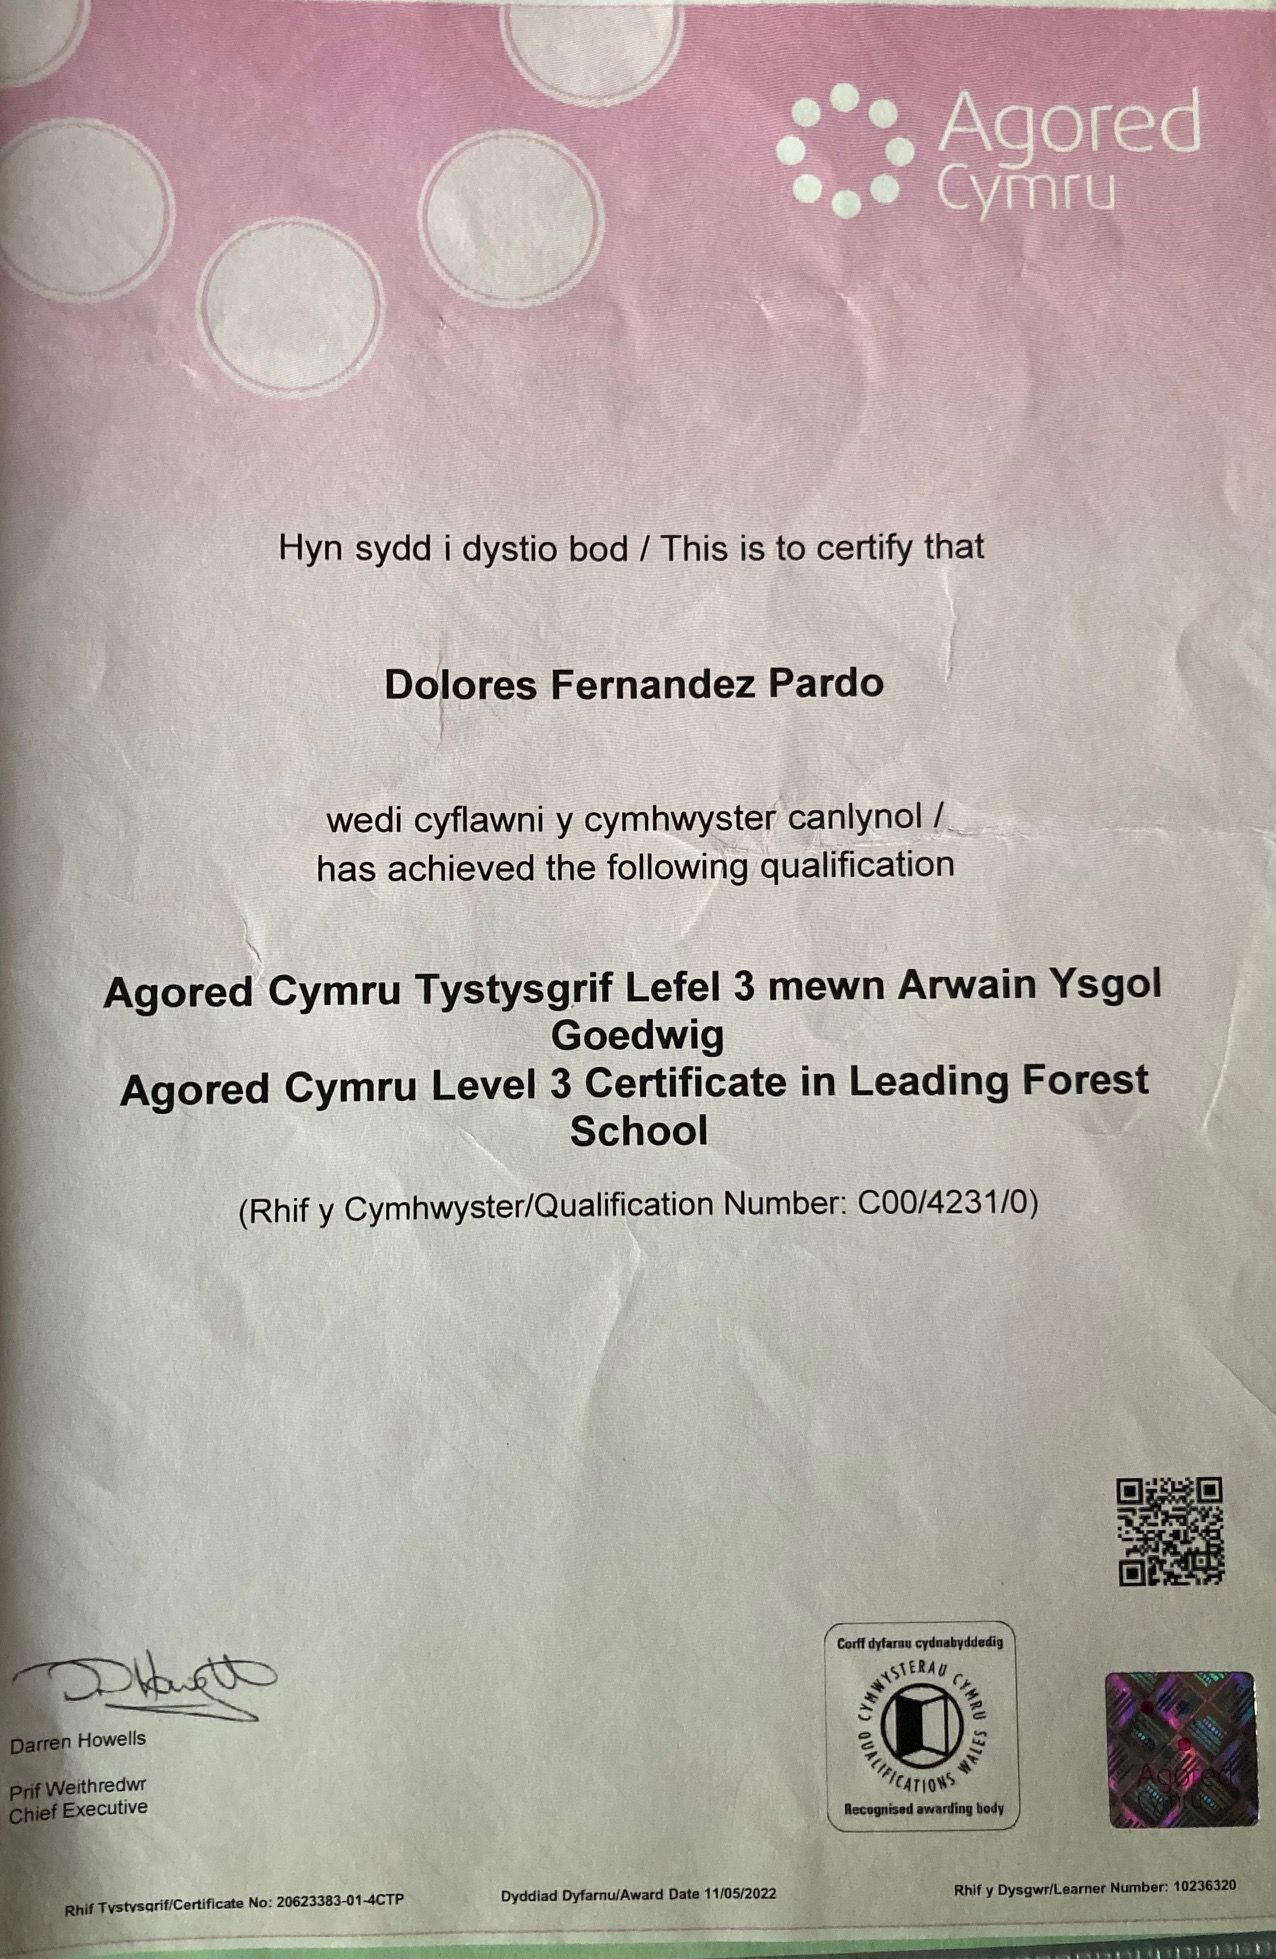 Agored
Cymru
Hyn sydd i dystio bod / This is to certify that
Dolores Fernandez Pardo
wedi cyflawni y cymhwyster canlynol /
has achieved the following qualification
Agored Cymru Tystysgrif Lefel 3 mewn Arwain Ysgol
Goedwig
Agored Cymru Level 3 Certificate in Leading Forest
School
(Rhif y Cymhwyster/Qualification Number: C00/4231/0)
Corff dyfarnu cydnabyddedig
CYMWYSTERAU CYMRU
QUALIFICATIONS WALES
Recognised awarding body
Agored
Cymru
D Howells
Darren Howells
Prif Weithredwr
Chief Executive
Rhif Tystysgrif/Certificate No: 20623383-01-4CTP
Dyddiad Dyfarnu/Award Date 11/05/2022
Rhif y Dysgwr/Learner Number: 10236320